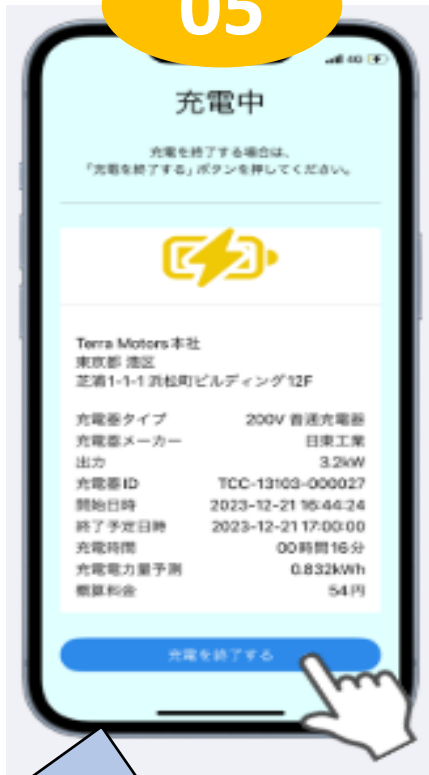 05
4G
充電中
充電を終了する場合は、
「充電を終了する」ボタンを押してください。
Terra Motors本社
東京都 港区
芝浦1-1-1 浜松町ビルディング12F
充電器タイプ 200V 普通充電器
充電器メーカー 日東工業
出力 3.2kW
充電器ID TCC-13103-000027
開始日時 2023-12-21 16:44:24
終了予定日時 2023-12-21 17:00:00
充電時間 00時間16分
充電電力量予測 0.832kWh
概算料金 54円
充電を終了する